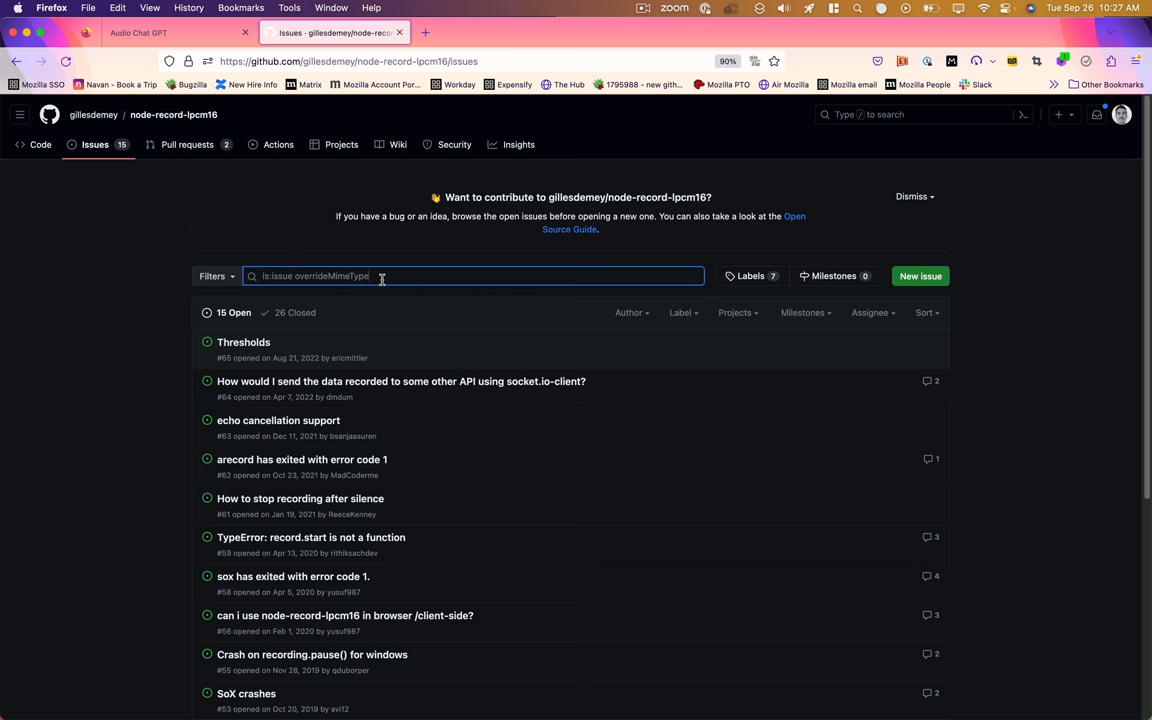 Firefox File Edit View History Bookmarks Tools Window Help zoom Tue Sep 26 10:27 AM
Audio Chat GPT
Issues · gillesdemey/node-reco
https://github.com/gillesdemey/node-record-lpcm16/issues 90%
Mozilla SSO Navan - Book a Trip Bugzilla New Hire Info Matrix Mozilla Account Por... Workday Expensify The Hub 1795988 - new gith... Mozilla PTO Air Mozilla Mozilla email Mozilla People Slack Other Bookmarks
gillesdemey / node-record-lpcm16 Type / to search
Code Issues 15 Pull requests 2 Actions Projects Wiki Security Insights
👋 Want to contribute to gillesdemey/node-record-lpcm16? Dismiss
If you have a bug or an idea, browse the open issues before opening a new one. You can also take a look at the Open
Source Guide.
Filters is:issue overrideMimeType Labels 7 Milestones 0 New issue
15 Open 26 Closed Author Label Projects Milestones Assignee Sort
Thresholds
#65 opened on Aug 21, 2022 by ericmittler
How would I send the data recorded to some other API using socket.io-client? 2
#64 opened on Apr 7, 2022 by dmdum
echo cancellation support
#63 opened on Dec 11, 2021 by bsanjaasuren
arecord has exited with error code 1 1
#62 opened on Oct 23, 2021 by MadCoderme
How to stop recording after silence
#61 opened on Jan 19, 2021 by ReeceKenney
TypeError: record.start is not a function 3
#59 opened on Apr 13, 2020 by rithiksachdev
sox has exited with error code 1. 4
#58 opened on Apr 5, 2020 by yusuf987
can i use node-record-lpcm16 in browser /client-side? 3
#56 opened on Feb 1, 2020 by yusuf987
Crash on recording.pause() for windows 2
#55 opened on Nov 28, 2019 by qduborper
SoX crashes 2
#53 opened on Oct 20, 2019 by avi12